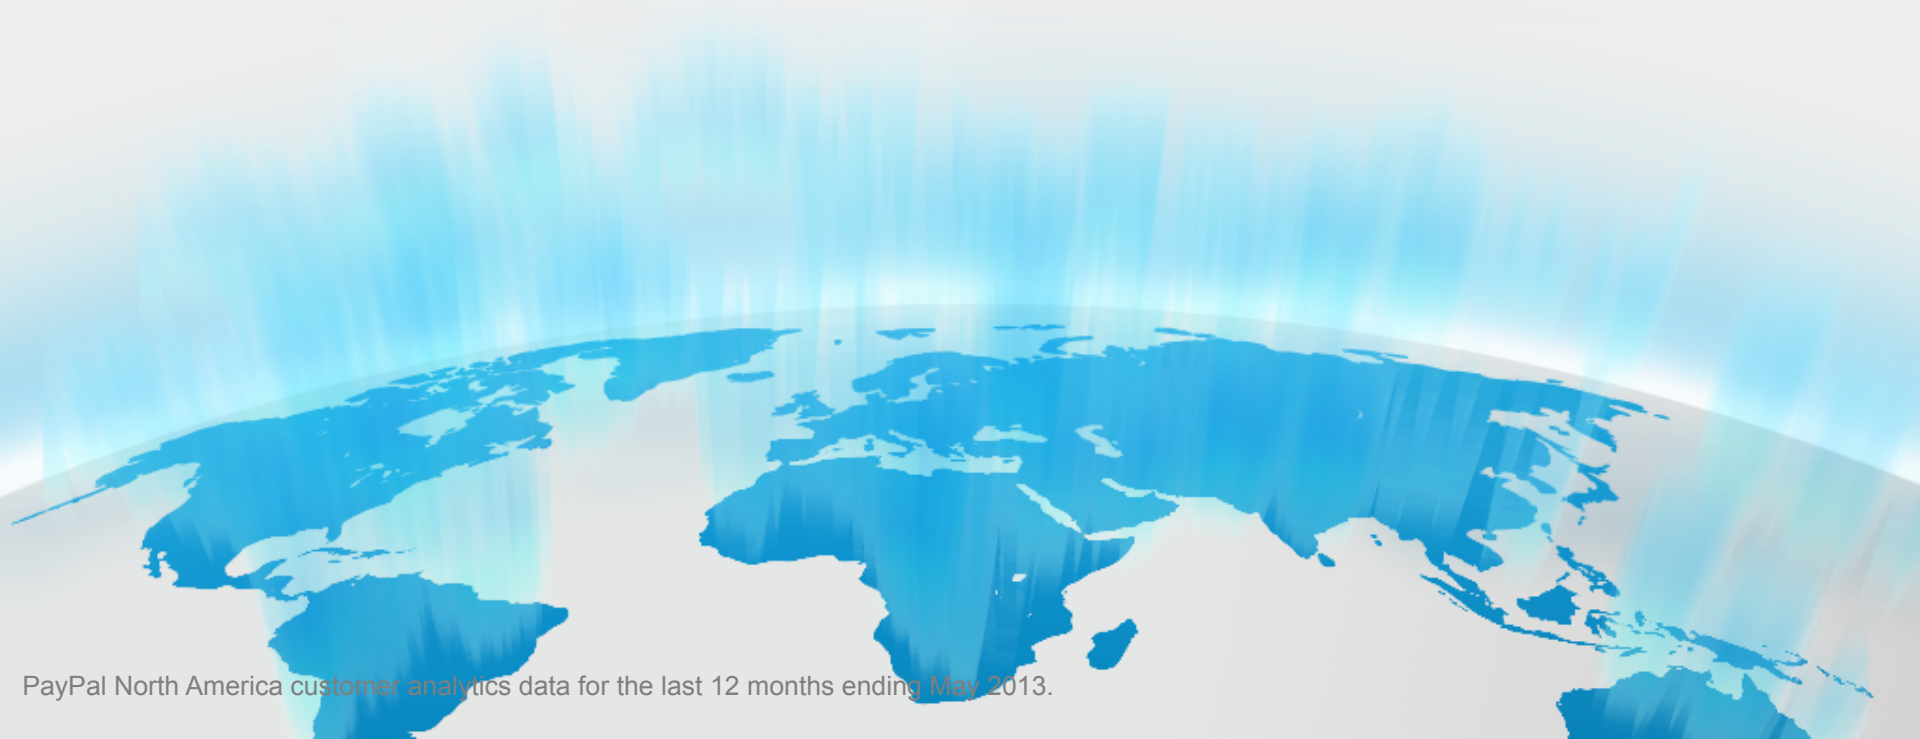 PayPal North America customer analytics data for the last 12 months ending May 2013.